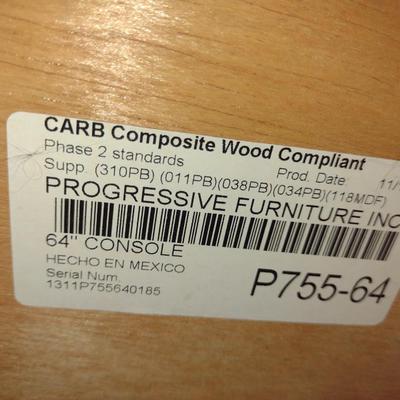 CARB Composite Wood Compliant
Phase 2 standards Prod. Date 11/
Supp. (310PB) (011PB)(038PB)(034PB)(118MDF)
PROGRESSIVE FURNITURE INC
64" CONSOLE
HECHO EN MEXICO
Serial Num. P755-64
1311P755640185